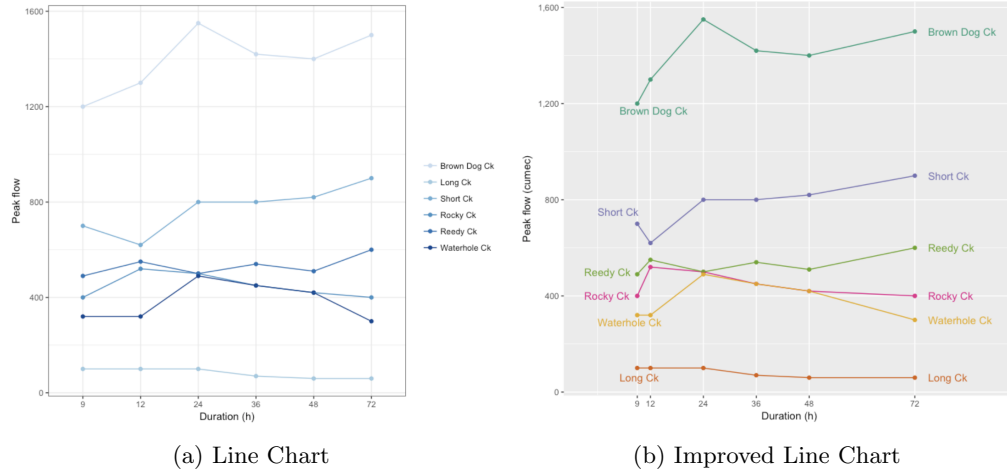 1600
1200
800
400
0
Peak flow
9 12 24 36 48 72
Duration (h)
Brown Dog Ck
Long Ck
Short Ck
Rocky Ck
Reedy Ck
Waterhole Ck
(a) Line Chart
1,600
1,200
800
400
0
Peak flow (cumec)
Brown Dog Ck
Brown Dog Ck
Short Ck
Short Ck
Reedy Ck
Reedy Ck
Rocky Ck
Rocky Ck
Waterhole Ck
Waterhole Ck
Long Ck
Long Ck
9 12 24 36 48 72
Duration (h)
(b) Improved Line Chart